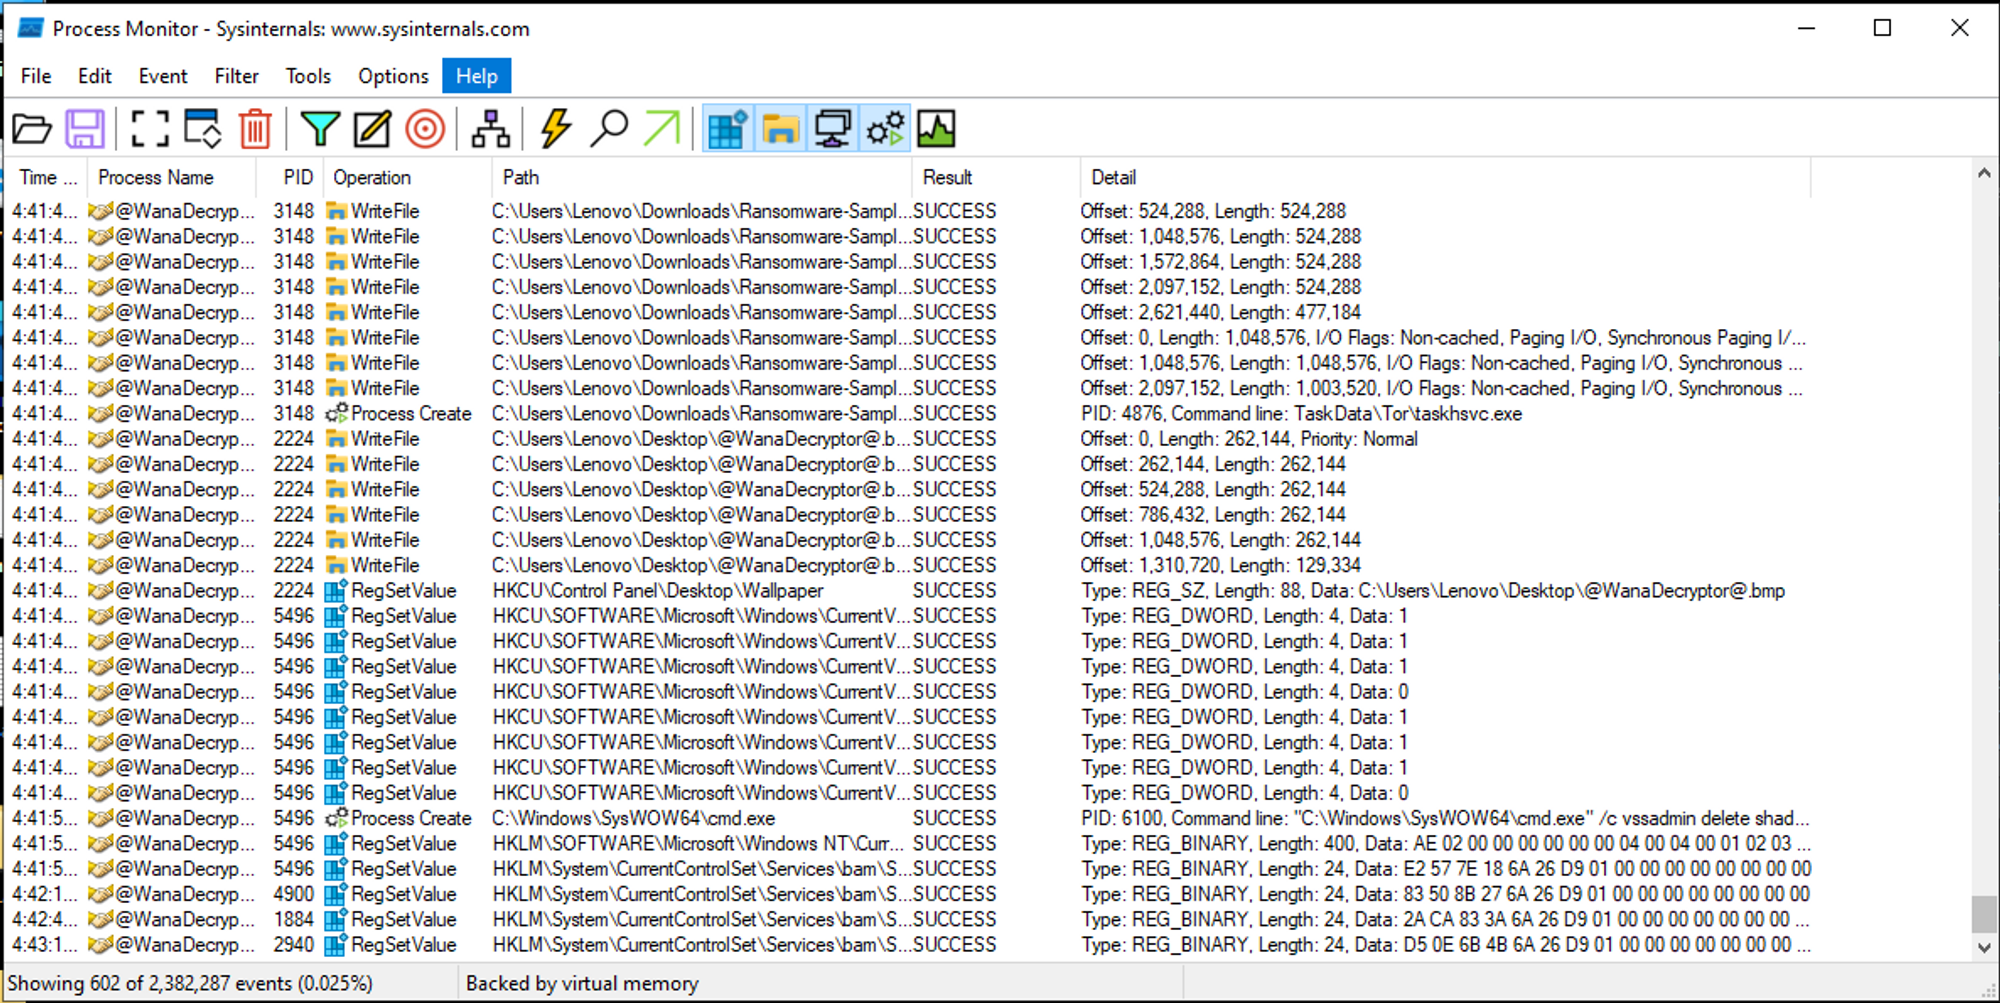 Process Monitor - Sysinternals: www.sysinternals.com
File Edit Event Filter Tools Options Help
Time ... Process Name PID Operation Path Result Detail
4:41:4... @WanaDecryp... 3148 WriteFile C:\Users\Lenovo\Downloads\Ransomware-Sampl... SUCCESS Offset: 524,288, Length: 524,288
4:41:4... @WanaDecryp... 3148 WriteFile C:\Users\Lenovo\Downloads\Ransomware-Sampl... SUCCESS Offset: 1,048,576, Length: 524,288
4:41:4... @WanaDecryp... 3148 WriteFile C:\Users\Lenovo\Downloads\Ransomware-Sampl... SUCCESS Offset: 1,572,864, Length: 524,288
4:41:4... @WanaDecryp... 3148 WriteFile C:\Users\Lenovo\Downloads\Ransomware-Sampl... SUCCESS Offset: 2,097,152, Length: 524,288
4:41:4... @WanaDecryp... 3148 WriteFile C:\Users\Lenovo\Downloads\Ransomware-Sampl... SUCCESS Offset: 2,621,440, Length: 477,184
4:41:4... @WanaDecryp... 3148 WriteFile C:\Users\Lenovo\Downloads\Ransomware-Sampl... SUCCESS Offset: 0, Length: 1,048,576, I/O Flags: Non-cached, Paging I/O, Synchronous Paging I/...
4:41:4... @WanaDecryp... 3148 WriteFile C:\Users\Lenovo\Downloads\Ransomware-Sampl... SUCCESS Offset: 1,048,576, Length: 1,048,576, I/O Flags: Non-cached, Paging I/O, Synchronous ...
4:41:4... @WanaDecryp... 3148 WriteFile C:\Users\Lenovo\Downloads\Ransomware-Sampl... SUCCESS Offset: 2,097,152, Length: 1,003,520, I/O Flags: Non-cached, Paging I/O, Synchronous ...
4:41:4... @WanaDecryp... 3148 Process Create C:\Users\Lenovo\Downloads\Ransomware-Sampl... SUCCESS PID: 4876, Command line: TaskData\Tor\taskhsvc.exe
4:41:4... @WanaDecryp... 2224 WriteFile C:\Users\Lenovo\Desktop\@WanaDecryptor@.b... SUCCESS Offset: 0, Length: 262,144, Priority: Normal
4:41:4... @WanaDecryp... 2224 WriteFile C:\Users\Lenovo\Desktop\@WanaDecryptor@.b... SUCCESS Offset: 262,144, Length: 262,144
4:41:4... @WanaDecryp... 2224 WriteFile C:\Users\Lenovo\Desktop\@WanaDecryptor@.b... SUCCESS Offset: 524,288, Length: 262,144
4:41:4... @WanaDecryp... 2224 WriteFile C:\Users\Lenovo\Desktop\@WanaDecryptor@.b... SUCCESS Offset: 786,432, Length: 262,144
4:41:4... @WanaDecryp... 2224 WriteFile C:\Users\Lenovo\Desktop\@WanaDecryptor@.b... SUCCESS Offset: 1,048,576, Length: 262,144
4:41:4... @WanaDecryp... 2224 WriteFile C:\Users\Lenovo\Desktop\@WanaDecryptor@.b... SUCCESS Offset: 1,310,720, Length: 129,334
4:41:4... @WanaDecryp... 2224 RegSetValue HKCU\Control Panel\Desktop\Wallpaper SUCCESS Type: REG_SZ, Length: 88, Data: C:\Users\Lenovo\Desktop\@WanaDecryptor@.bmp
4:41:4... @WanaDecryp... 5496 RegSetValue HKCU\SOFTWARE\Microsoft\Windows\CurrentV... SUCCESS Type: REG_DWORD, Length: 4, Data: 1
4:41:4... @WanaDecryp... 5496 RegSetValue HKCU\SOFTWARE\Microsoft\Windows\CurrentV... SUCCESS Type: REG_DWORD, Length: 4, Data: 1
4:41:4... @WanaDecryp... 5496 RegSetValue HKCU\SOFTWARE\Microsoft\Windows\CurrentV... SUCCESS Type: REG_DWORD, Length: 4, Data: 1
4:41:4... @WanaDecryp... 5496 RegSetValue HKCU\SOFTWARE\Microsoft\Windows\CurrentV... SUCCESS Type: REG_DWORD, Length: 4, Data: 0
4:41:4... @WanaDecryp... 5496 RegSetValue HKCU\SOFTWARE\Microsoft\Windows\CurrentV... SUCCESS Type: REG_DWORD, Length: 4, Data: 1
4:41:4... @WanaDecryp... 5496 RegSetValue HKCU\SOFTWARE\Microsoft\Windows\CurrentV... SUCCESS Type: REG_DWORD, Length: 4, Data: 1
4:41:4... @WanaDecryp... 5496 RegSetValue HKCU\SOFTWARE\Microsoft\Windows\CurrentV... SUCCESS Type: REG_DWORD, Length: 4, Data: 1
4:41:4... @WanaDecryp... 5496 RegSetValue HKCU\SOFTWARE\Microsoft\Windows\CurrentV... SUCCESS Type: REG_DWORD, Length: 4, Data: 0
4:41:5... @WanaDecryp... 5496 Process Create C:\Windows\SysWOW64\cmd.exe SUCCESS PID: 6100, Command line: "C:\Windows\SysWOW64\cmd.exe" /c vssadmin delete shad...
4:41:5... @WanaDecryp... 5496 RegSetValue HKLM\SOFTWARE\Microsoft\Windows NT\Curr... SUCCESS Type: REG_BINARY, Length: 400, Data: AE 02 00 00 00 00 00 00 04 00 04 00 01 02 03 ...
4:41:5... @WanaDecryp... 5496 RegSetValue HKLM\System\CurrentControlSet\Services\bam\S... SUCCESS Type: REG_BINARY, Length: 24, Data: E2 57 7E 18 6A 26 D9 01 00 00 00 00 00 00 00 00
4:42:1... @WanaDecryp... 4900 RegSetValue HKLM\System\CurrentControlSet\Services\bam\S... SUCCESS Type: REG_BINARY, Length: 24, Data: 83 50 8B 27 6A 26 D9 01 00 00 00 00 00 00 00 00
4:42:4... @WanaDecryp... 1884 RegSetValue HKLM\System\CurrentControlSet\Services\bam\S... SUCCESS Type: REG_BINARY, Length: 24, Data: 2A CA 83 3A 6A 26 D9 01 00 00 00 00 00 00 00 ...
4:43:1... @WanaDecryp... 2940 RegSetValue HKLM\System\CurrentControlSet\Services\bam\S... SUCCESS Type: REG_BINARY, Length: 24, Data: D5 0E 6B 4B 6A 26 D9 01 00 00 00 00 00 00 00 ...
Showing 602 of 2,382,287 events (0.025%) Backed by virtual memory